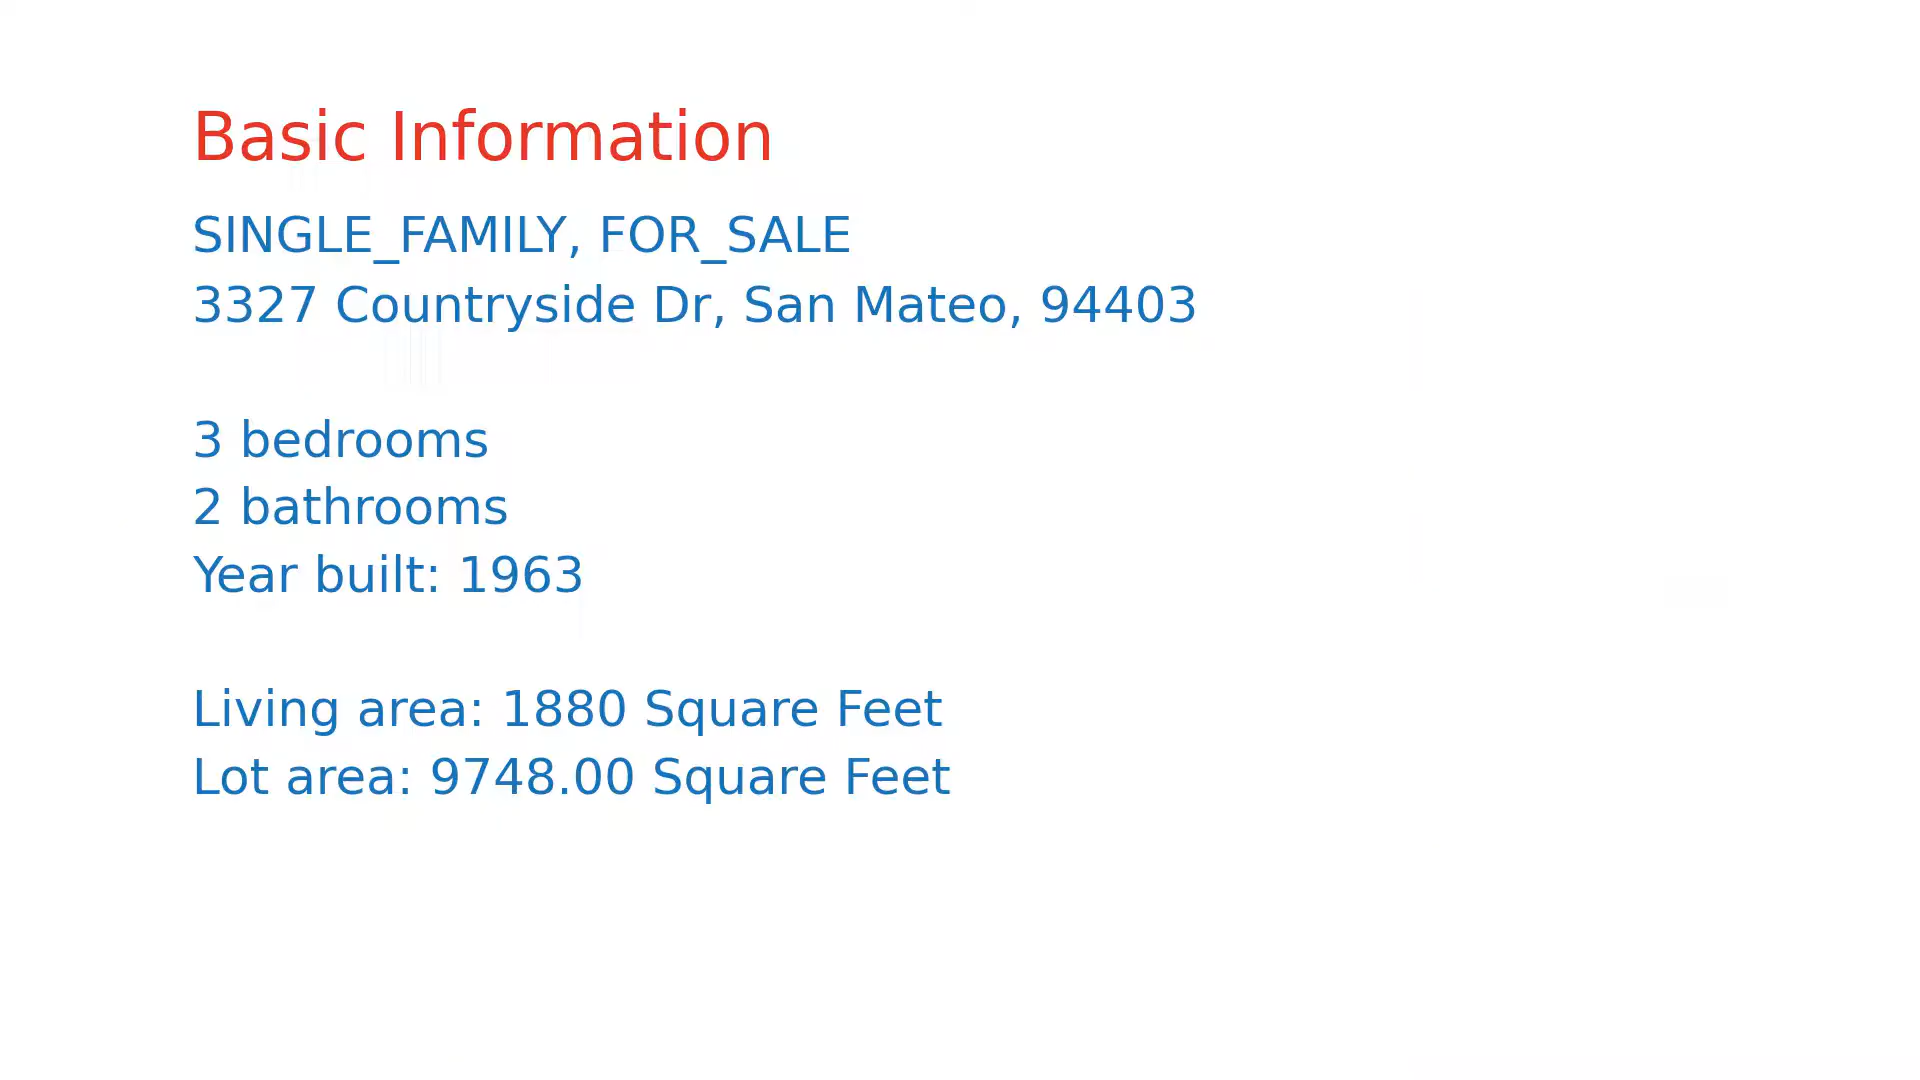 Basic Information
SINGLE_FAMILY, FOR_SALE
3327 Countryside Dr, San Mateo, 94403
3 bedrooms
2 bathrooms
Year built: 1963
Living area: 1880 Square Feet
Lot area: 9748.00 Square Feet